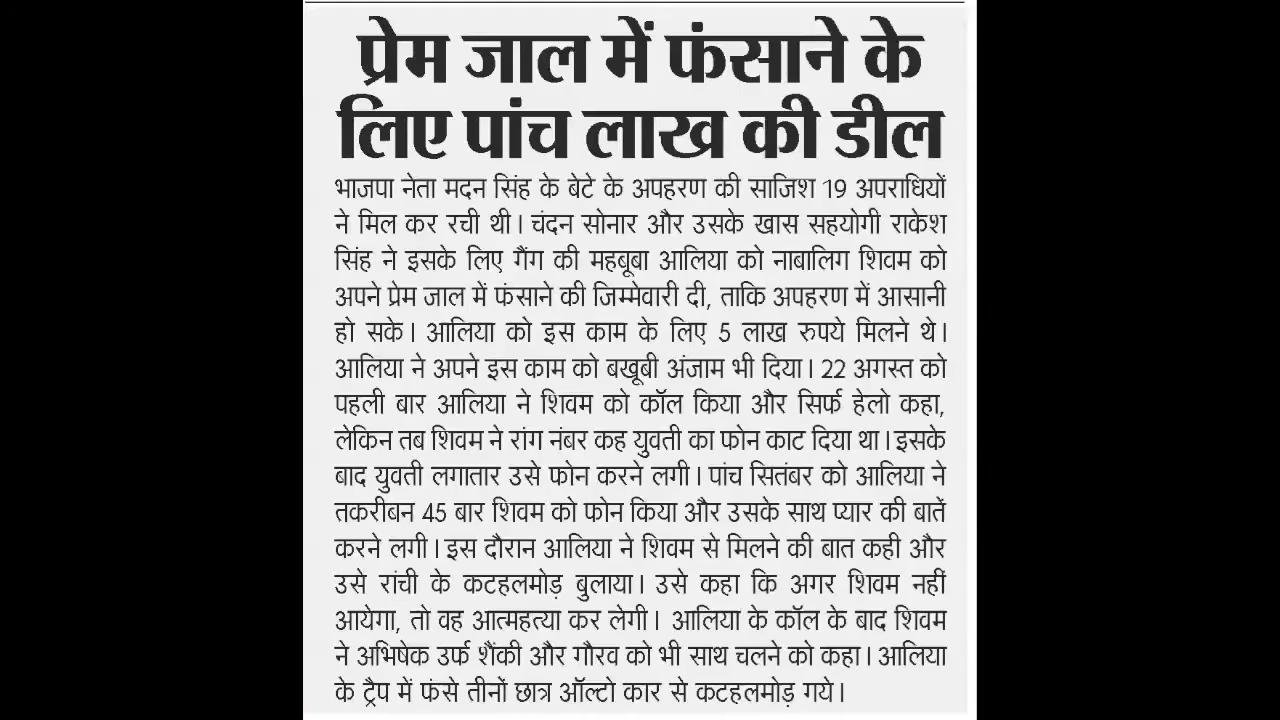 प्रेम जाल में फंसाने के
लिए पांच लाख की डील
भाजपा नेता मदन सिंह के बेटे के अपहरण की साजिश 19 अपराधियों
ने मिल कर रची थी। चंदन सोनार और उसके खास सहयोगी राकेश
सिंह ने इसके लिए गैंग की महबूबा आलिया को नाबालिग शिवम को
अपने प्रेम जाल में फंसाने की जिम्मेवारी दी, ताकि अपहरण में आसानी
हो सके। आलिया को इस काम के लिए 5 लाख रुपये मिलने थे।
आलिया ने अपने इस काम को बखूबी अंजाम भी दिया। 22 अगस्त को
पहली बार आलिया ने शिवम को कॉल किया और सिर्फ हेलो कहा,
लेकिन तब शिवम ने रांग नंबर कह युवती का फोन काट दिया था। इसके
बाद युवती लगातार उसे फोन करने लगी। पांच सितंबर को आलिया ने
तकरीबन 45 बार शिवम को फोन किया और उसके साथ प्यार की बातें
करने लगी। इस दौरान आलिया ने शिवम से मिलने की बात कही और
उसे रांची के कटहलमोड़ बुलाया। उसे कहा कि अगर शिवम नहीं
आयेगा, तो वह आत्महत्या कर लेगी। आलिया के कॉल के बाद शिवम
ने अभिषेक उर्फ शैंकी और गौरव को भी साथ चलने को कहा। आलिया
के ट्रैप में फंसे तीनों छात्र ऑल्टो कार से कटहलमोड़ गये।